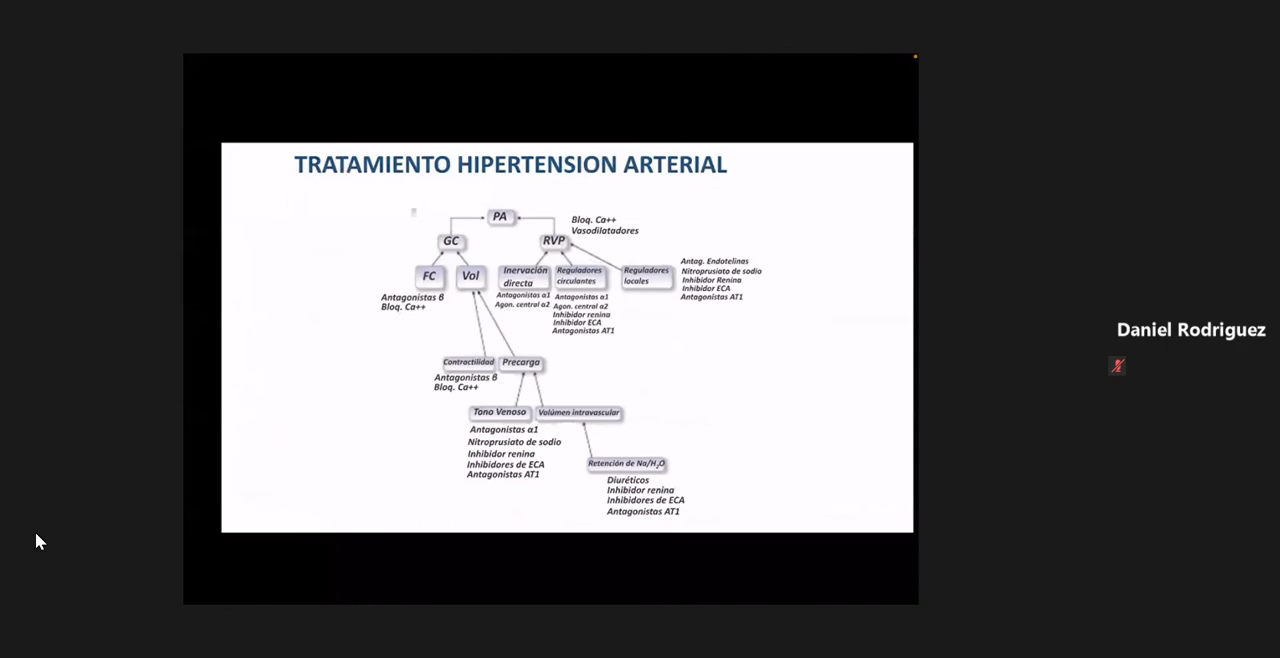 TRATAMIENTO HIPERTENSION ARTERIAL
PA
Bloq. Ca++
Vasodilatadores
GC
RVP
FC
Vol
Inervación
directa
Reguladores
circulantes
Reguladores
locales
Antag. Endotelinas
Nitroprusiato de sodio
Inhibidor Renina
Inhibidor ECA
Antagonistas AT1
Antagonistas β
Bloq. Ca++
Antagonistas α1
Agon. central α2
Antagonistas α1
Agon. central α2
Inhibidor renina
Inhibidor ECA
Antagonistas AT1
Contractilidad
Precarga
Antagonistas β
Bloq. Ca++
Tono Venoso
Volúmen intravascular
Antagonistas α1
Nitroprusiato de sodio
Inhibidor renina
Inhibidores de ECA
Antagonistas AT1
Retención de Na/H₂O
Diuréticos
Inhibidor renina
Inhibidores de ECA
Antagonistas AT1
Daniel Rodriguez